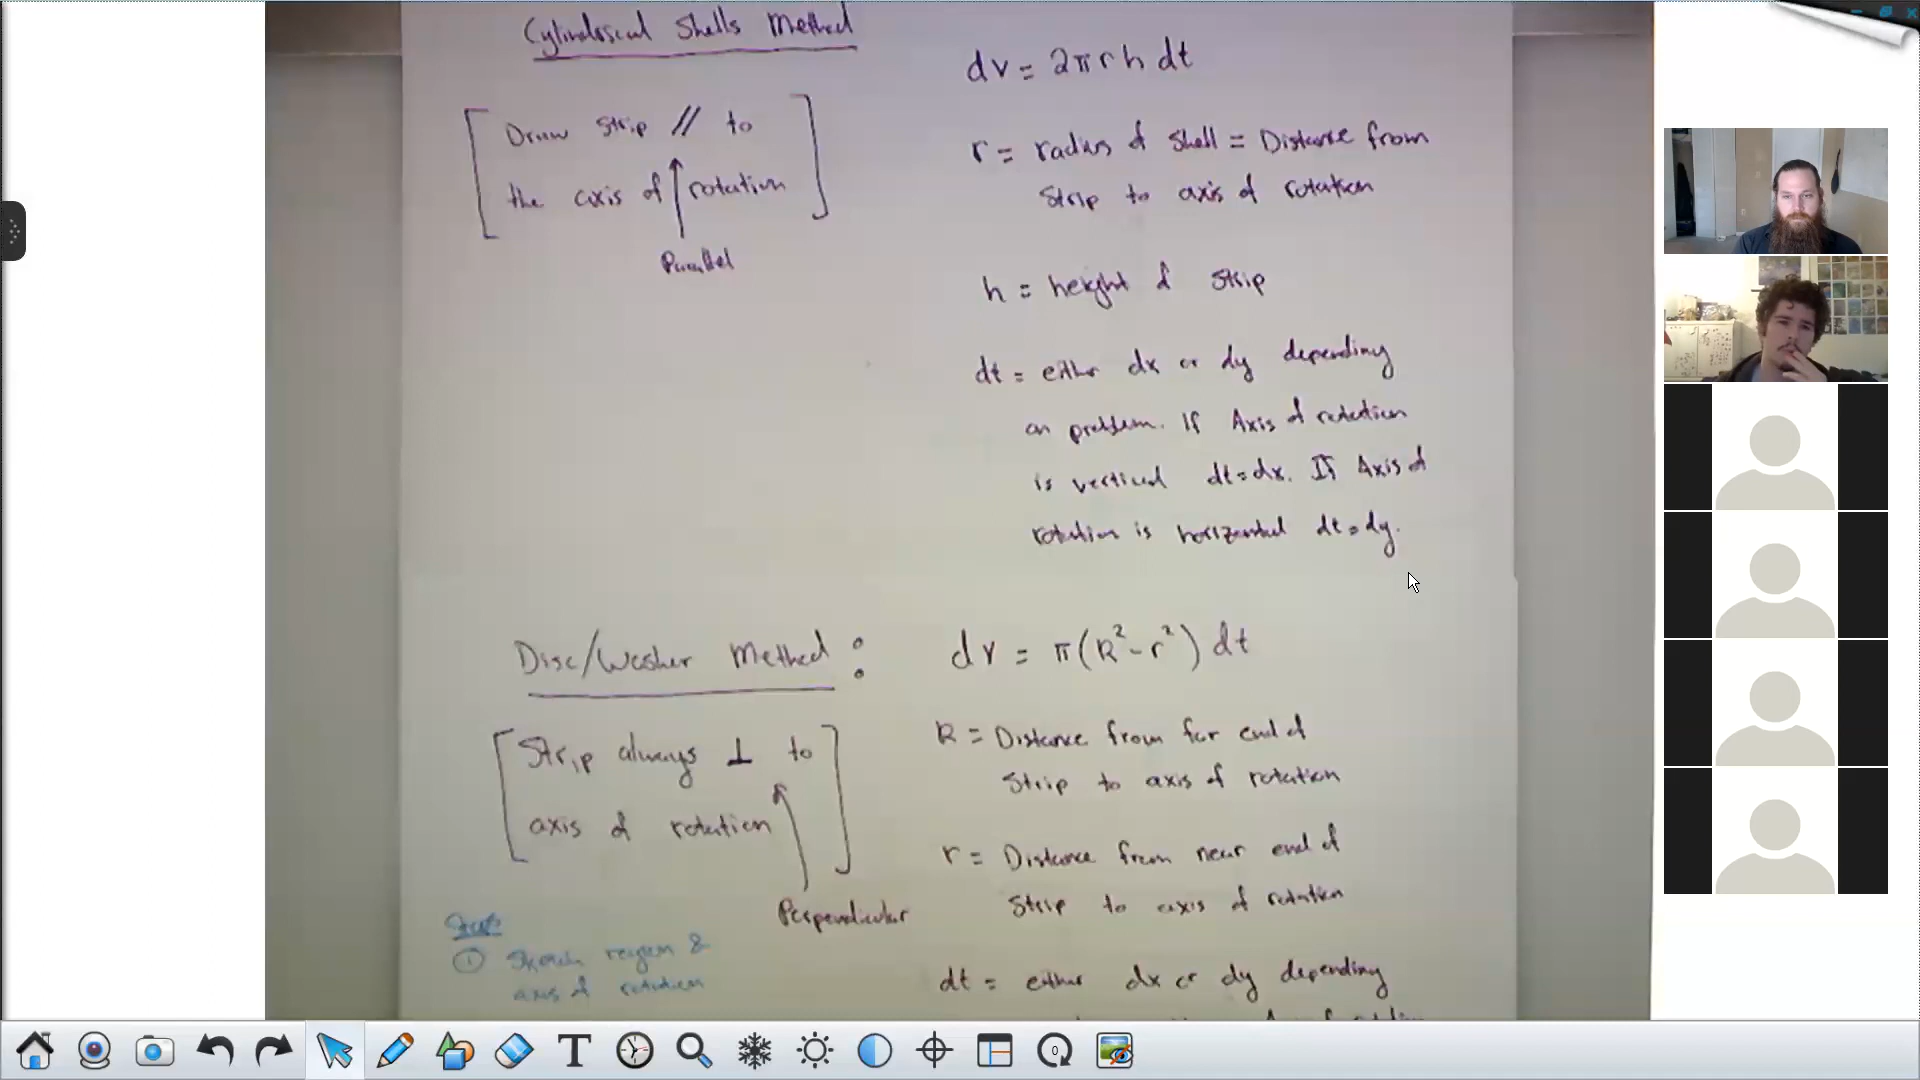 Cylindrical Shells Method
[ Draw strip // to
the axis of rotation ]
Parallel
dv = 2πrh dt
r = radius of shell = Distance from
strip to axis of rotation
h = height of strip
dt = either dx or dy depending
on problem. If Axis of rotation
is vertical dt=dx. If Axis of
rotation is horizontal dt=dy.
Disc/Washer Method :
[ Strip always ⊥ to
axis of rotation ]
Perpendicular
dv = π(R²-r²) dt
R = Distance from far end of
strip to axis of rotation
r = Distance from near end of
strip to axis of rotation
dt = either dx or dy depending
① Sketch region &
axis of rotation
T
0